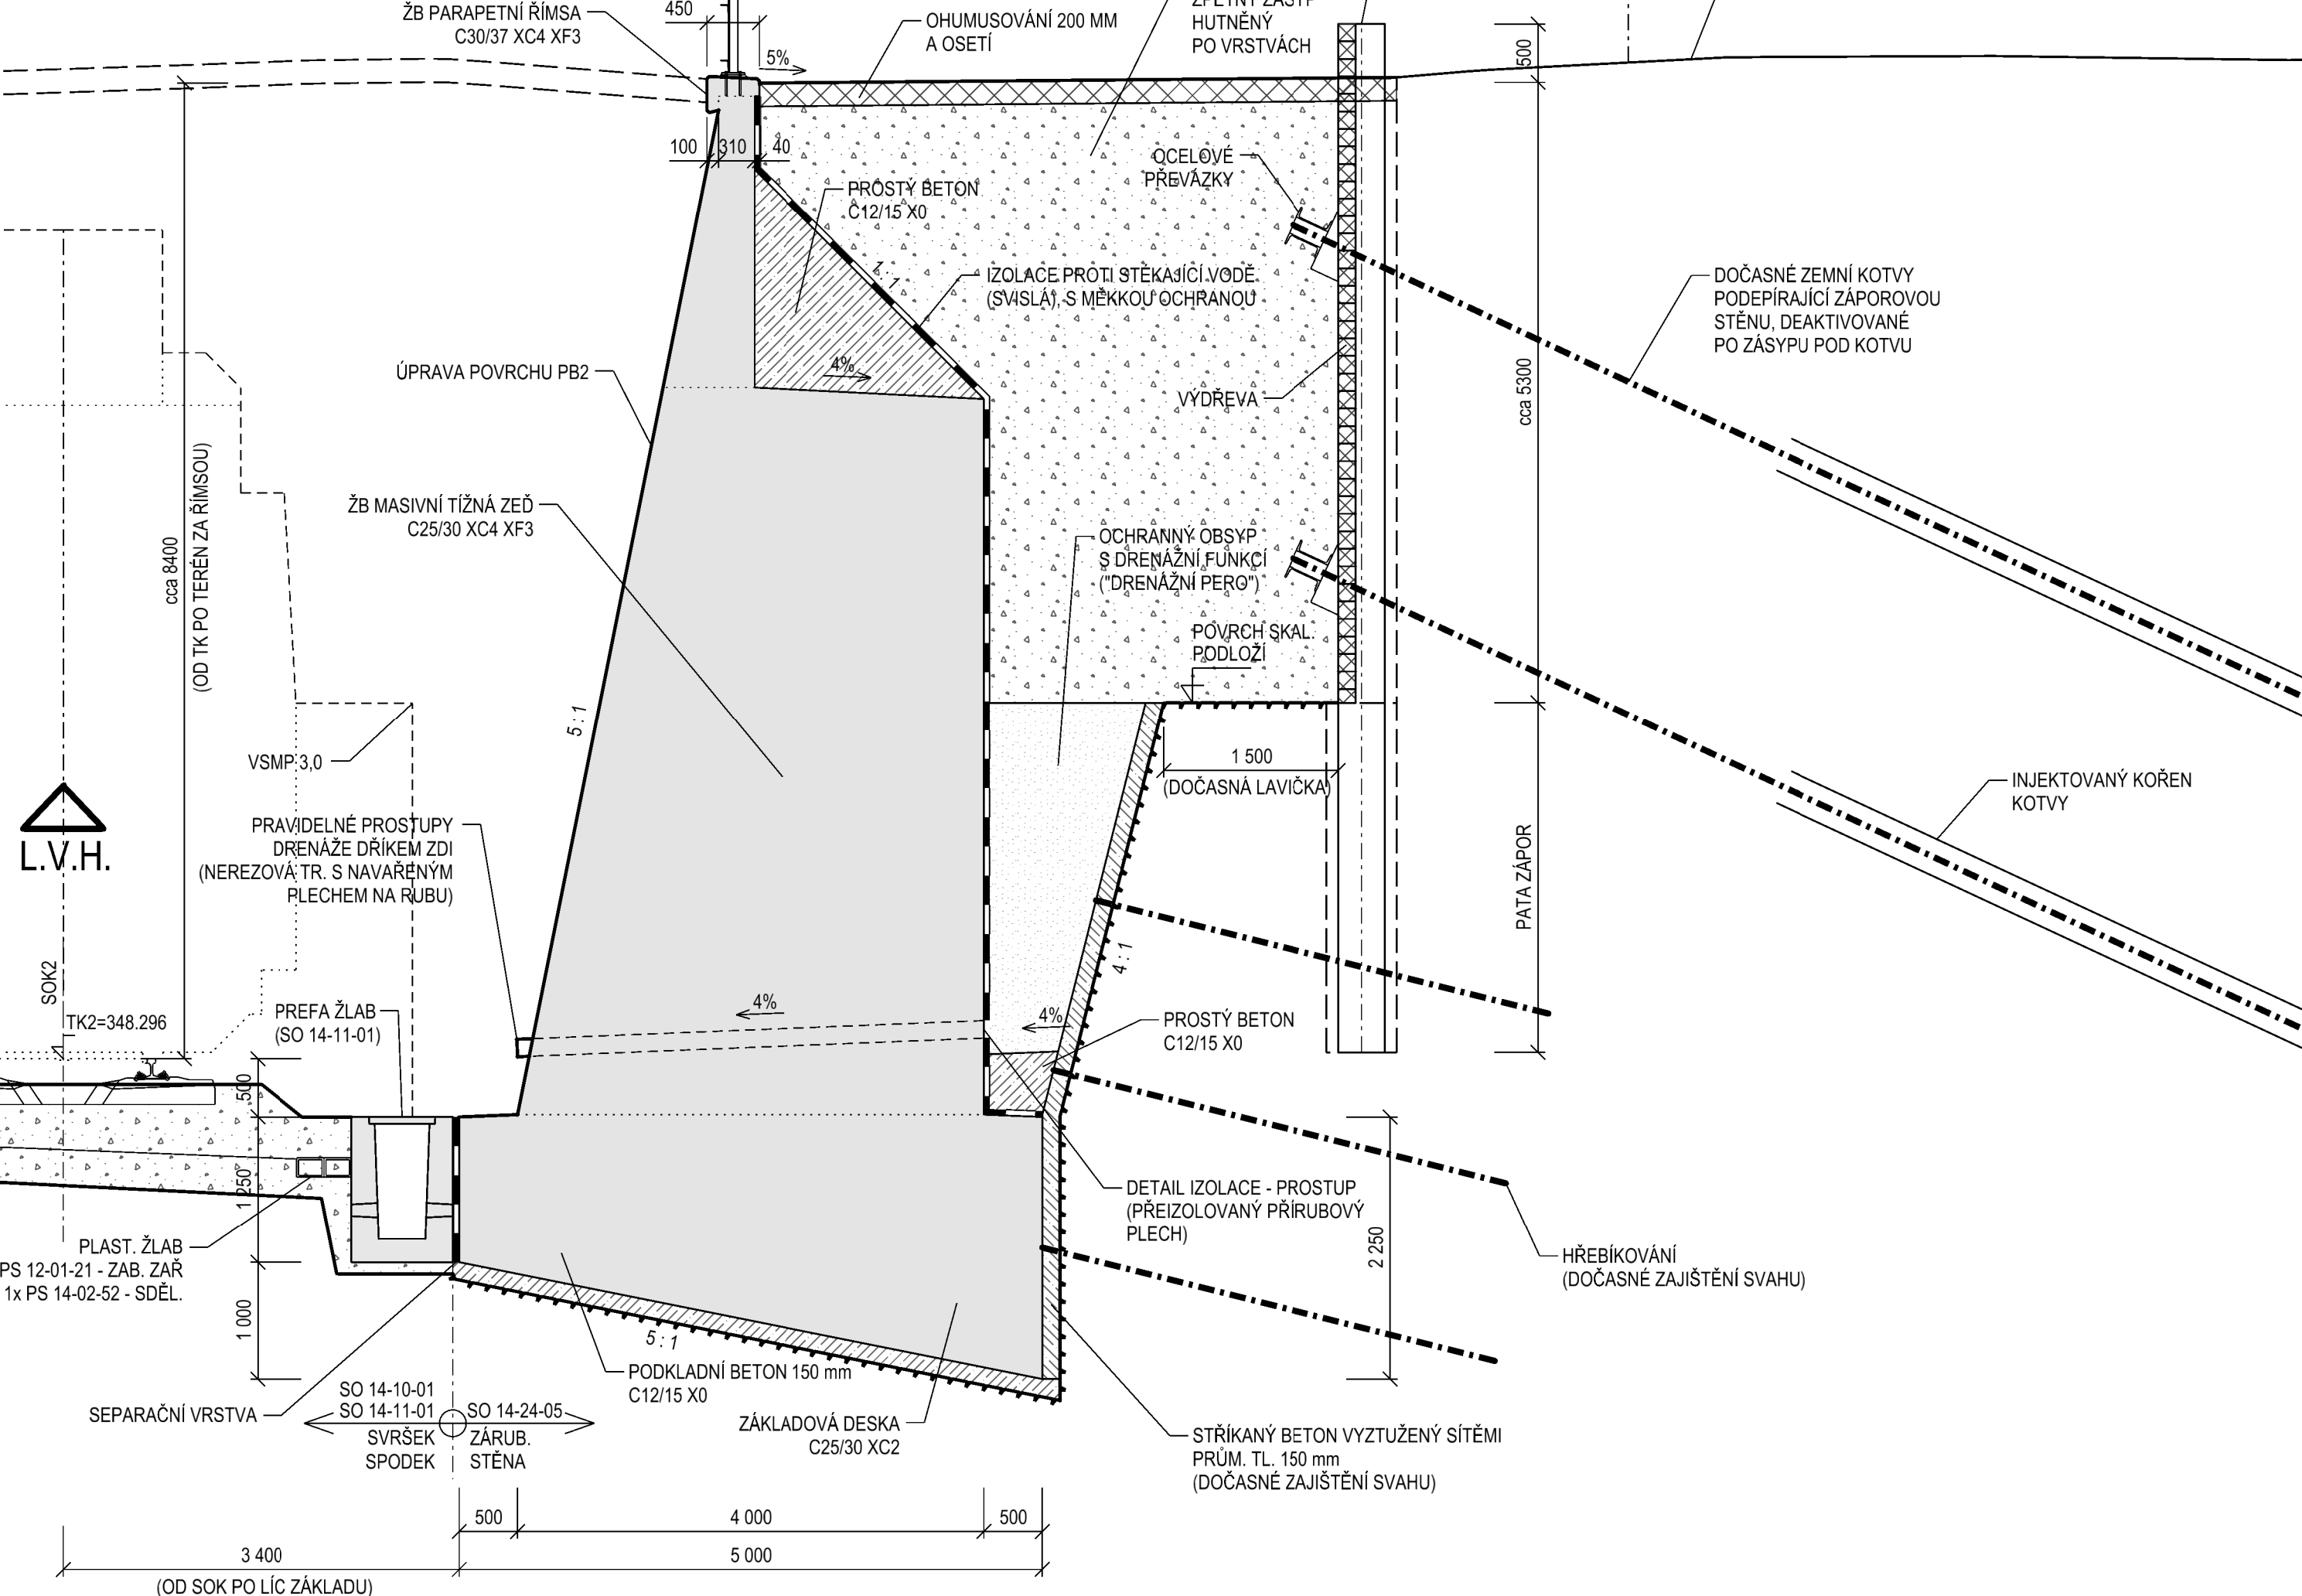 ŽB PARAPETNÍ ŘÍMSA
C30/37 XC4 XF3
450
5%
OHUMUSOVÁNÍ 200 MM
A OSETÍ
ZPĚTNÝ ZÁSYP
HUTNĚNÝ
PO VRSTVÁCH
500
100
310
40
PROSTÝ BETON
C12/15 X0
OCELOVÉ
PŘEVÁZKY
1 : 1
IZOLACE PROTI STÉKAJÍCÍ VODĚ
(SVISLÁ), S MĚKKOU OCHRANOU
DOČASNÉ ZEMNÍ KOTVY
PODEPÍRAJÍCÍ ZÁPOROVOU
STĚNU, DEAKTIVOVANÉ
PO ZÁSYPU POD KOTVU
4%
ÚPRAVA POVRCHU PB2
VÝDŘEVA
cca 5300
cca 8400
(OD TK PO TERÉN ZA ŘÍMSOU)
ŽB MASIVNÍ TÍŽNÁ ZEĎ
C25/30 XC4 XF3
OCHRANNÝ OBSYP
S DRENÁŽNÍ FUNKCÍ
("DRENÁŽNÍ PERO")
POVRCH SKAL.
PODLOŽÍ
5 : 1
VSMP 3,0
1 500
(DOČASNÁ LAVIČKA)
INJEKTOVANÝ KOŘEN
KOTVY
L.V.H.
PRAVIDELNÉ PROSTUPY
DRENÁŽE DŘÍKEM ZDI
(NEREZOVÁ TR. S NAVAŘENÝM
PLECHEM NA RUBU)
PATA ZÁPOR
4 : 1
SOK2
TK2=348.296
PREFA ŽLAB
(SO 14-11-01)
4%
4%
PROSTÝ BETON
C12/15 X0
500
1 250
1 000
DETAIL IZOLACE - PROSTUP
(PŘEIZOLOVANÝ PŘÍRUBOVÝ
PLECH)
2 250
HŘEBÍKOVÁNÍ
(DOČASNÉ ZAJIŠTĚNÍ SVAHU)
PLAST. ŽLAB
PS 12-01-21 - ZAB. ZAŘ
1x PS 14-02-52 - SDĚL.
5 : 1
PODKLADNÍ BETON 150 mm
C12/15 X0
SEPARAČNÍ VRSTVA
SO 14-10-01
SO 14-11-01
SO 14-24-05
SVRŠEK
SPODEK
ZÁRUB.
STĚNA
ZÁKLADOVÁ DESKA
C25/30 XC2
STŘÍKANÝ BETON VYZTUŽENÝ SÍTĚMI
PRŮM. TL. 150 mm
(DOČASNÉ ZAJIŠTĚNÍ SVAHU)
500
4 000
500
3 400
5 000
(OD SOK PO LÍC ZÁKLADU)